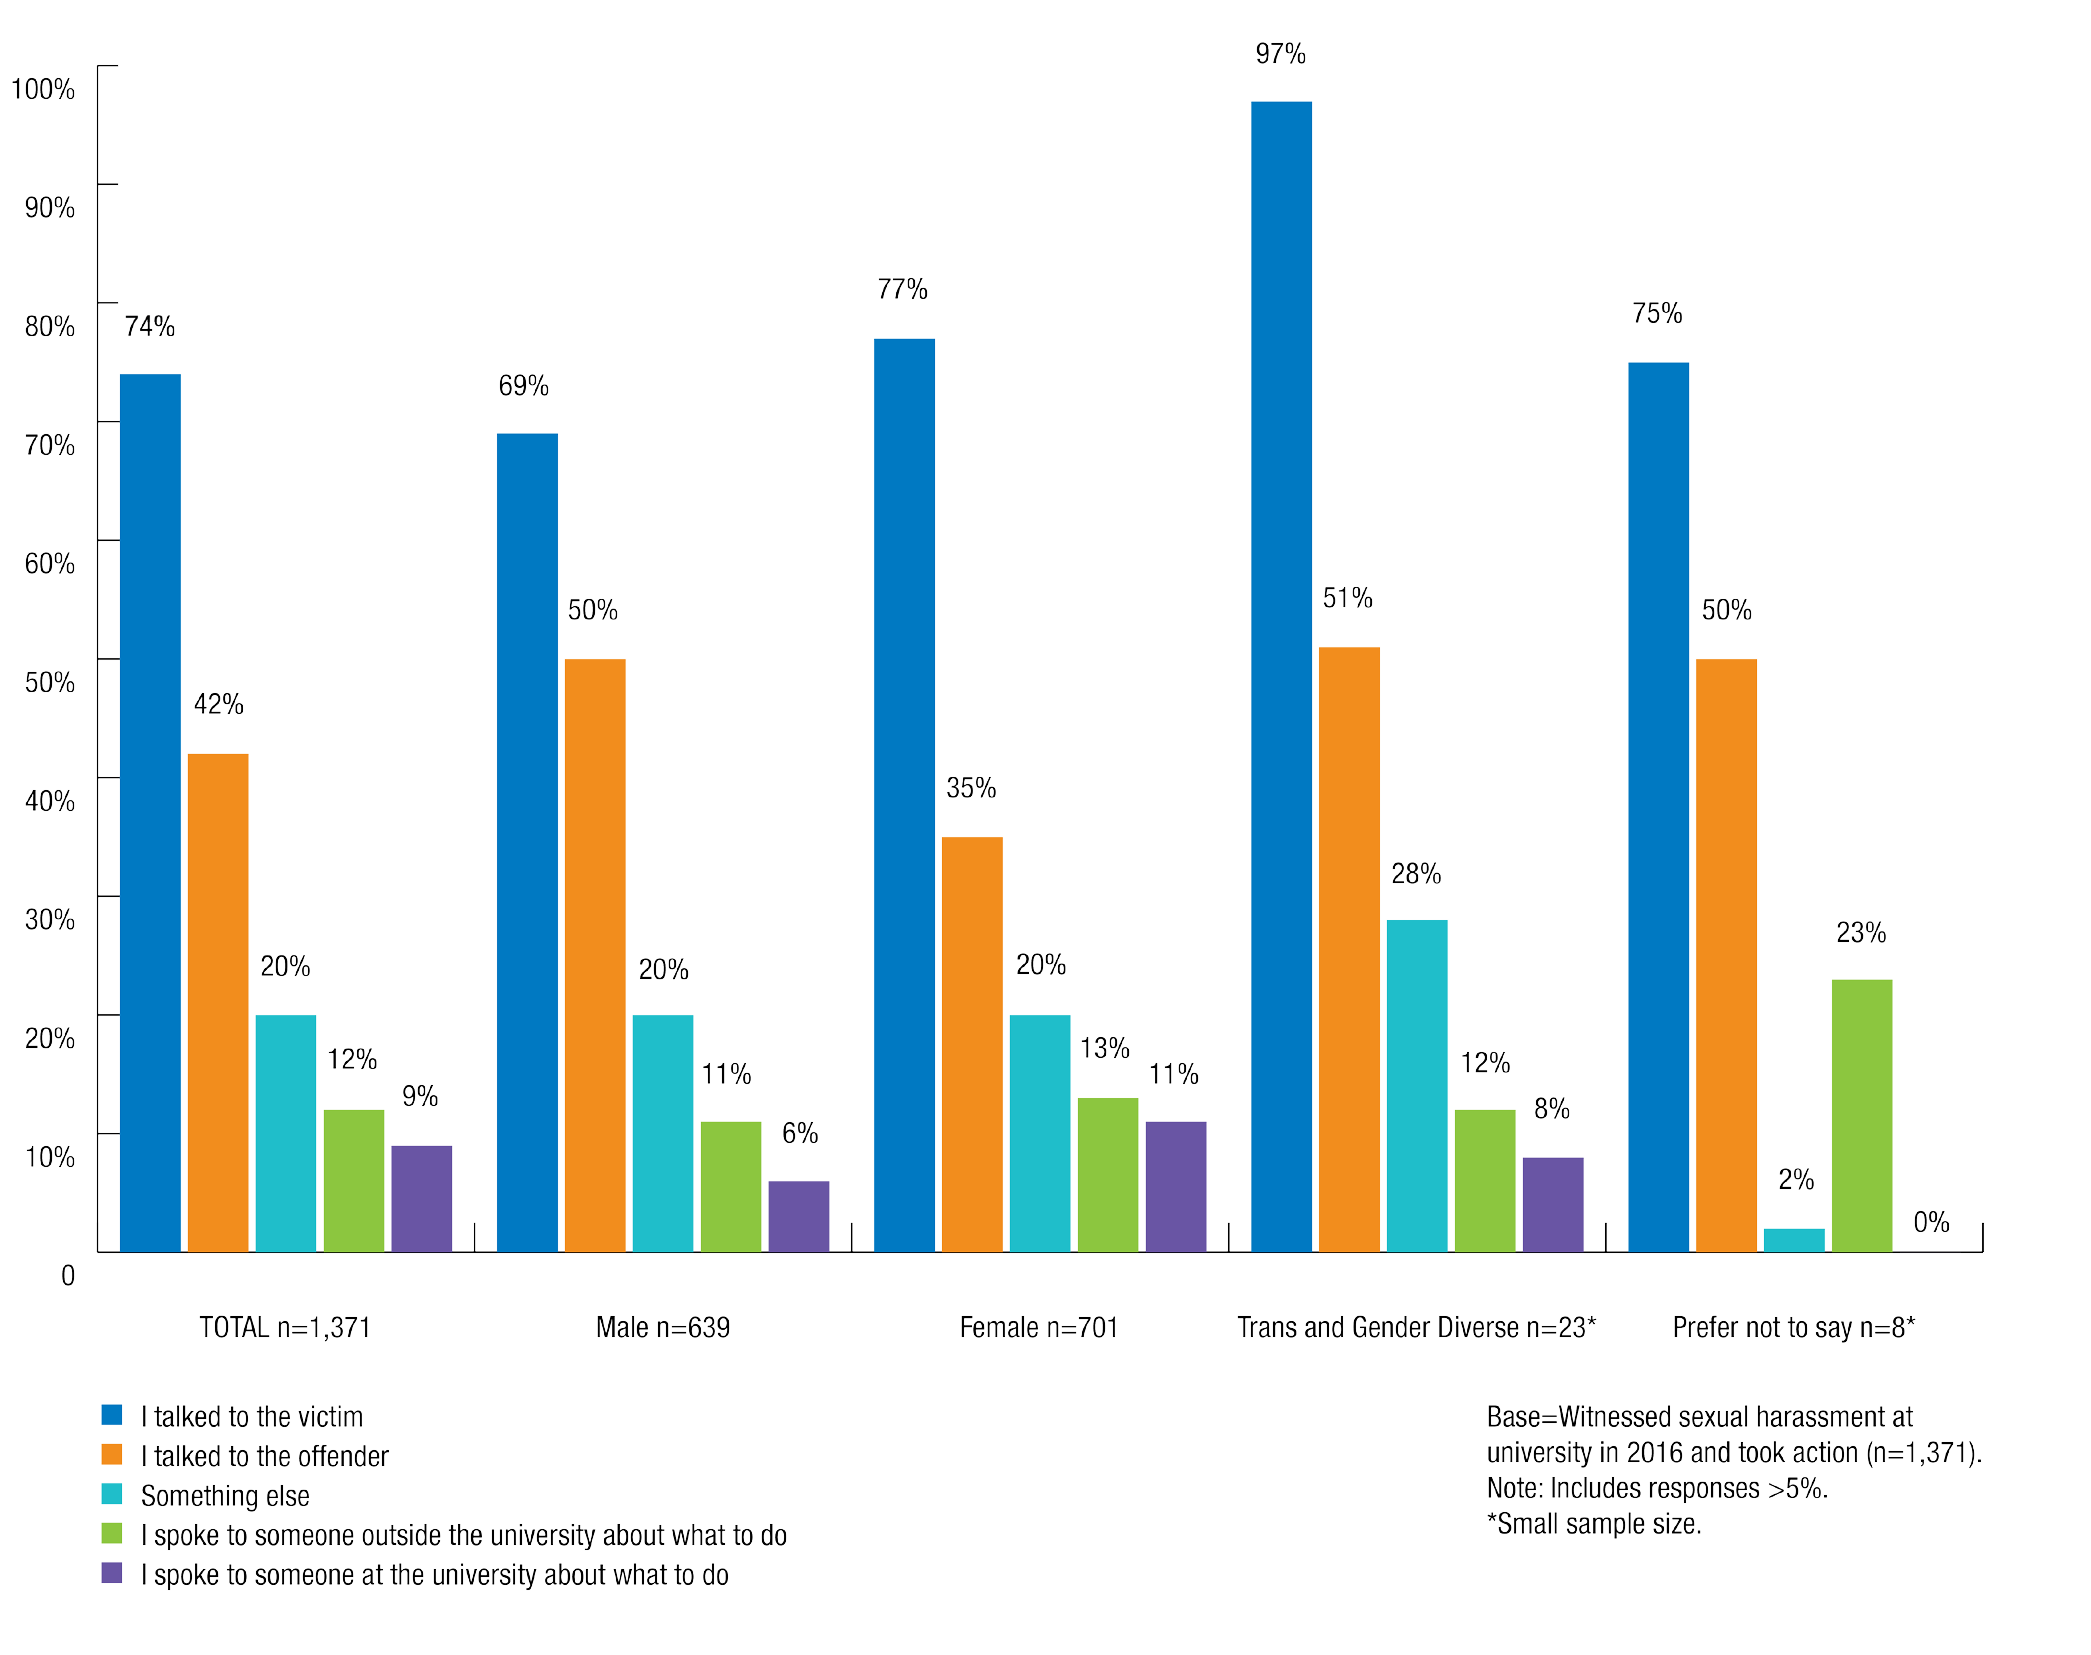 100%
90%
80%
70%
60%
50%
40%
30%
20%
10%
0
74%
42%
20%
12%
9%
69%
50%
20%
11%
6%
77%
35%
20%
13%
11%
97%
51%
28%
12%
8%
75%
50%
2%
23%
0%
TOTAL n=1,371
Male n=639
Female n=701
Trans and Gender Diverse n=23*
Prefer not to say n=8*
I talked to the victim
I talked to the offender
Something else
I spoke to someone outside the university about what to do
I spoke to someone at the university about what to do
Base=Witnessed sexual harassment at
university in 2016 and took action (n=1,371).
Note: Includes responses >5%.
*Small sample size.